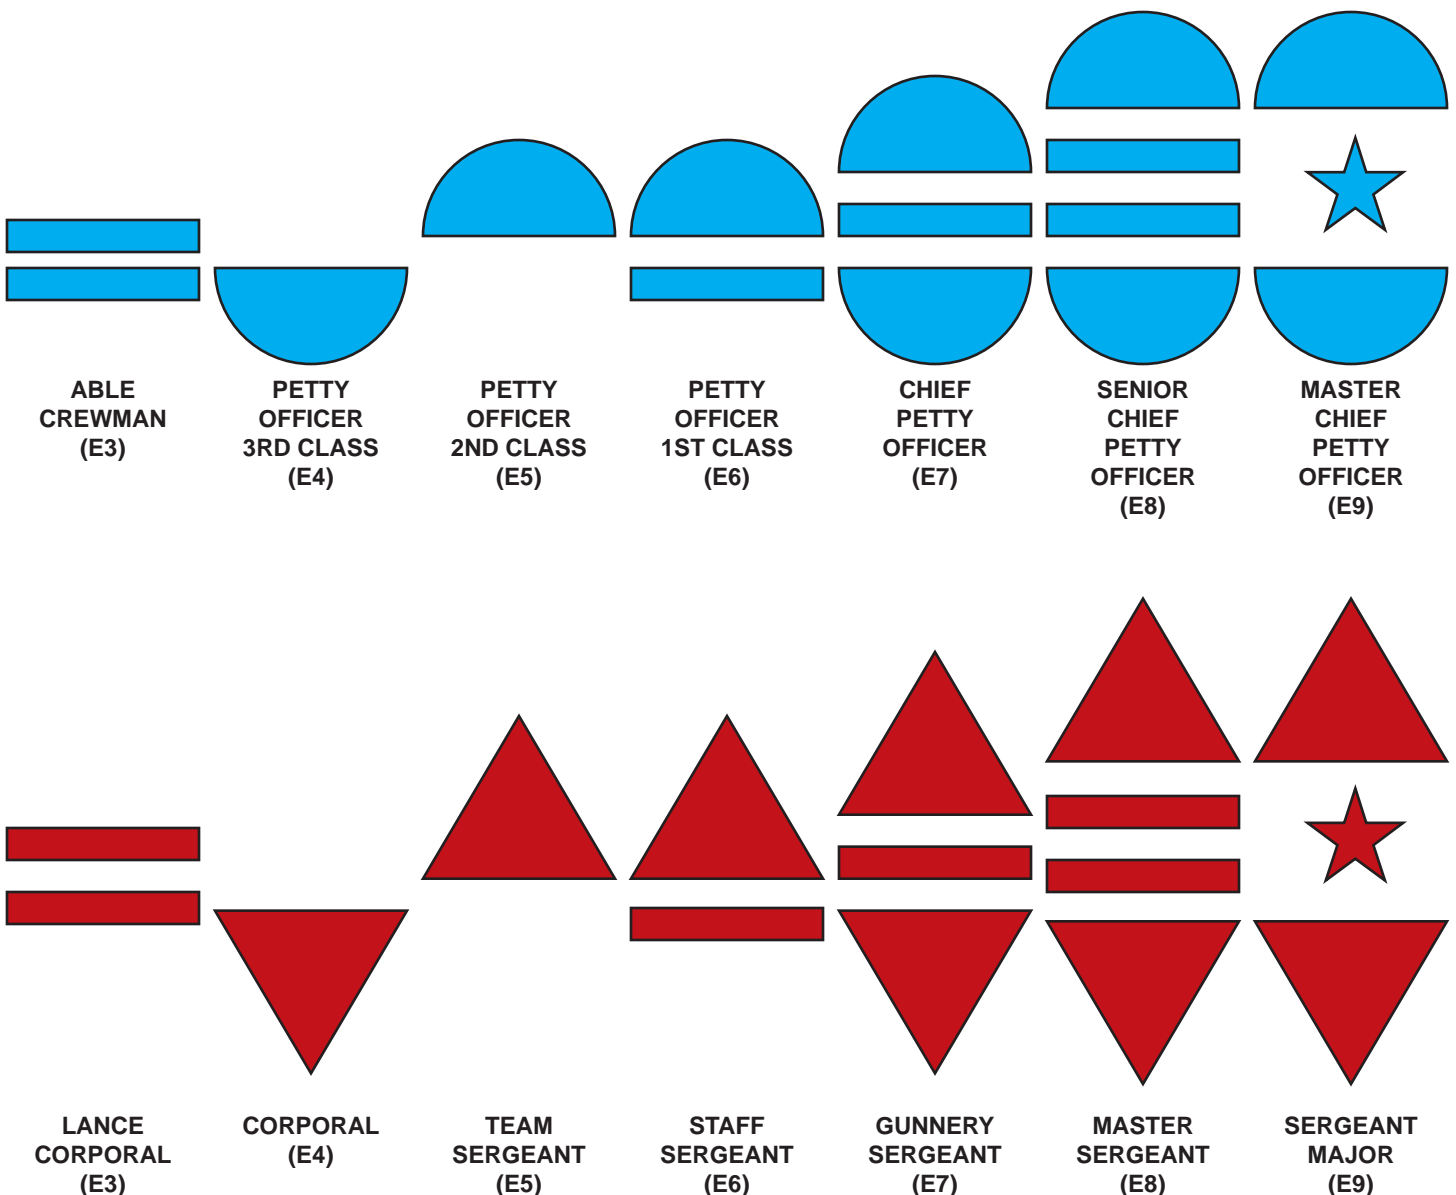 ABLE
CREWMAN
(E3)
PETTY
OFFICER
3RD CLASS
(E4)
PETTY
OFFICER
2ND CLASS
(E5)
PETTY
OFFICER
1ST CLASS
(E6)
CHIEF
PETTY
OFFICER
(E7)
SENIOR
CHIEF
PETTY
OFFICER
(E8)
MASTER
CHIEF
PETTY
OFFICER
(E9)
LANCE
CORPORAL
(E3)
CORPORAL
(E4)
TEAM
SERGEANT
(E5)
STAFF
SERGEANT
(E6)
GUNNERY
SERGEANT
(E7)
MASTER
SERGEANT
(E8)
SERGEANT
MAJOR
(E9)